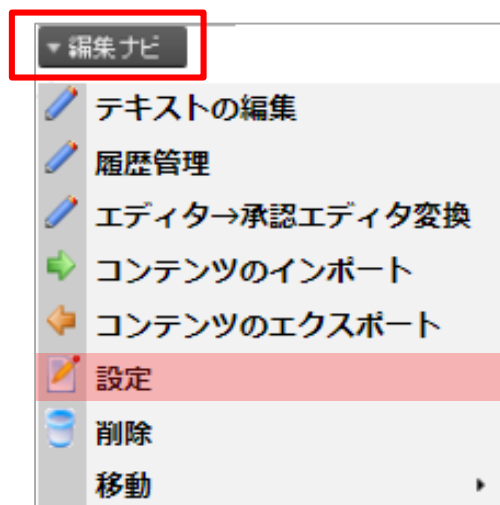 ▼編集ナビ
テキストの編集
履歴管理
エディタ→承認エディタ変換
コンテンツのインポート
コンテンツのエクスポート
設定
削除
移動